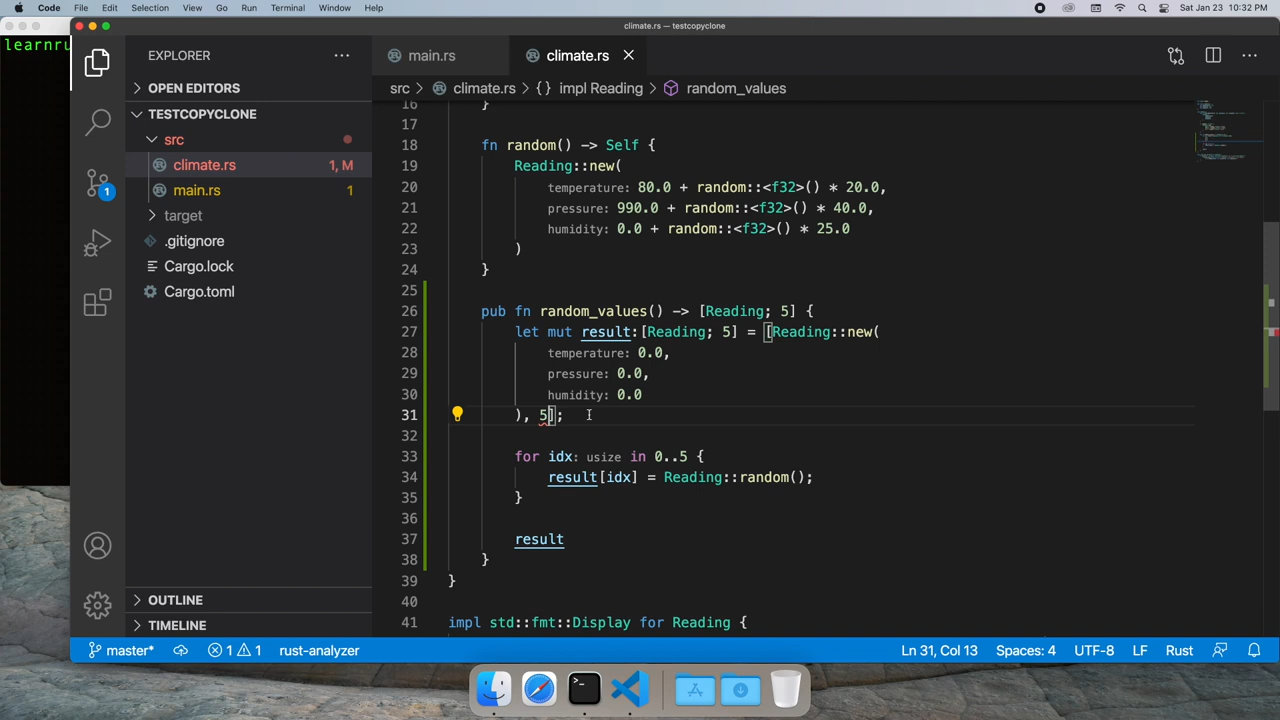 Code File Edit Selection View Go Run Terminal Window Help Sat Jan 23 10:32 PM
climate.rs — testcopyclone
learnru
EXPLORER
OPEN EDITORS
TESTCOPYCLONE
src
climate.rs 1, M
main.rs 1
target
.gitignore
Cargo.lock
Cargo.toml
OUTLINE
TIMELINE
1
main.rs climate.rs
src > climate.rs > {} impl Reading > random_values
16 }
17
18 fn random() -> Self {
19 Reading::new(
20 temperature: 80.0 + random::<f32>() * 20.0,
21 pressure: 990.0 + random::<f32>() * 40.0,
22 humidity: 0.0 + random::<f32>() * 25.0
23 )
24 }
25
26 pub fn random_values() -> [Reading; 5] {
27 let mut result:[Reading; 5] = [Reading::new(
28 temperature: 0.0,
29 pressure: 0.0,
30 humidity: 0.0
31 ), 5];
32
33 for idx: usize in 0..5 {
34 result[idx] = Reading::random();
35 }
36
37 result
38 }
39 }
40
41 impl std::fmt::Display for Reading {
master* 1 1 rust-analyzer Ln 31, Col 13 Spaces: 4 UTF-8 LF Rust